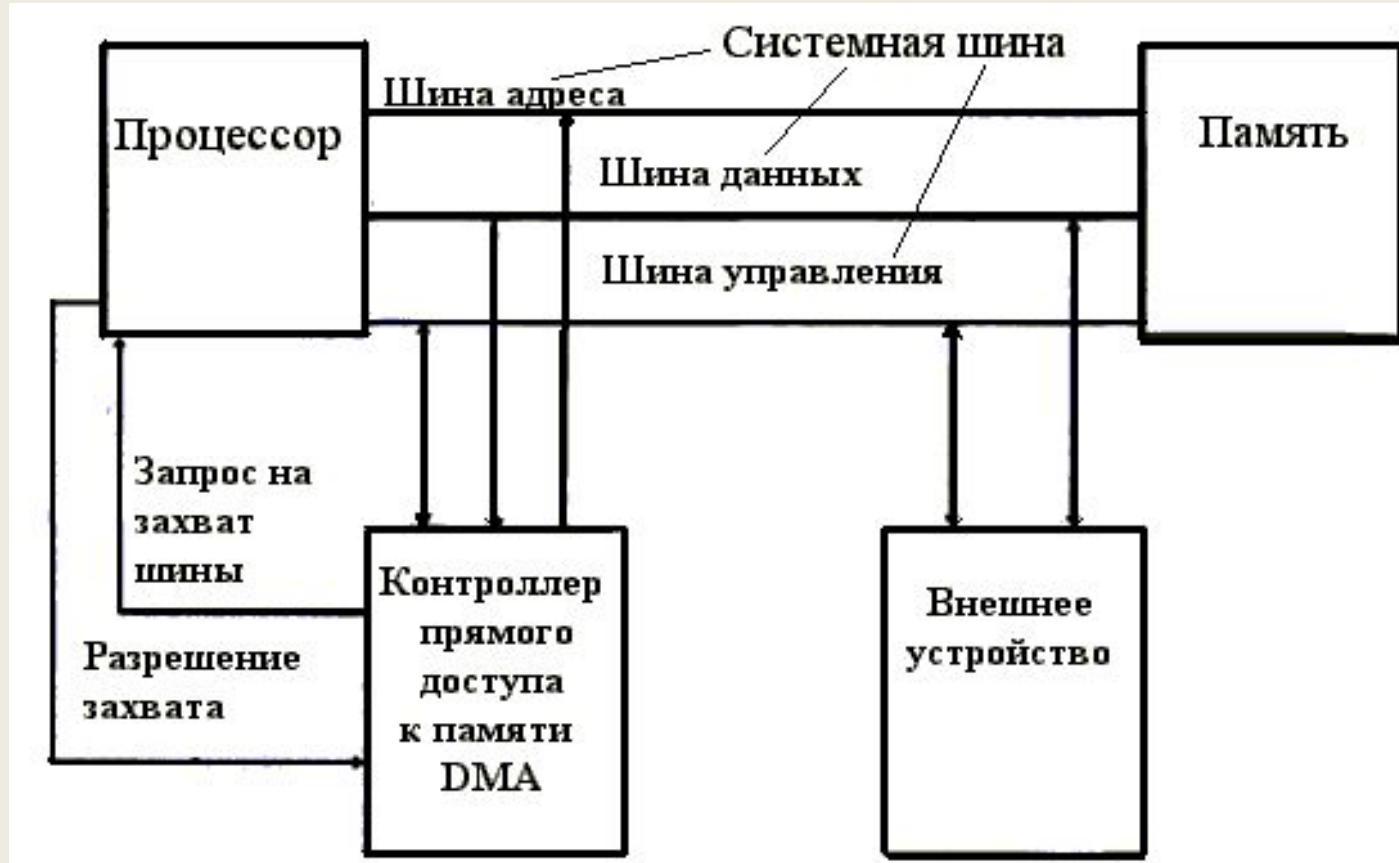 Системная шина
Шина адреса
Процессор
Память
Шина данных
Шина управления
Запрос на
захват
шины
Разрешение
захвата
Контроллер
прямого
доступа
к памяти
DMA
Внешнее
устройство